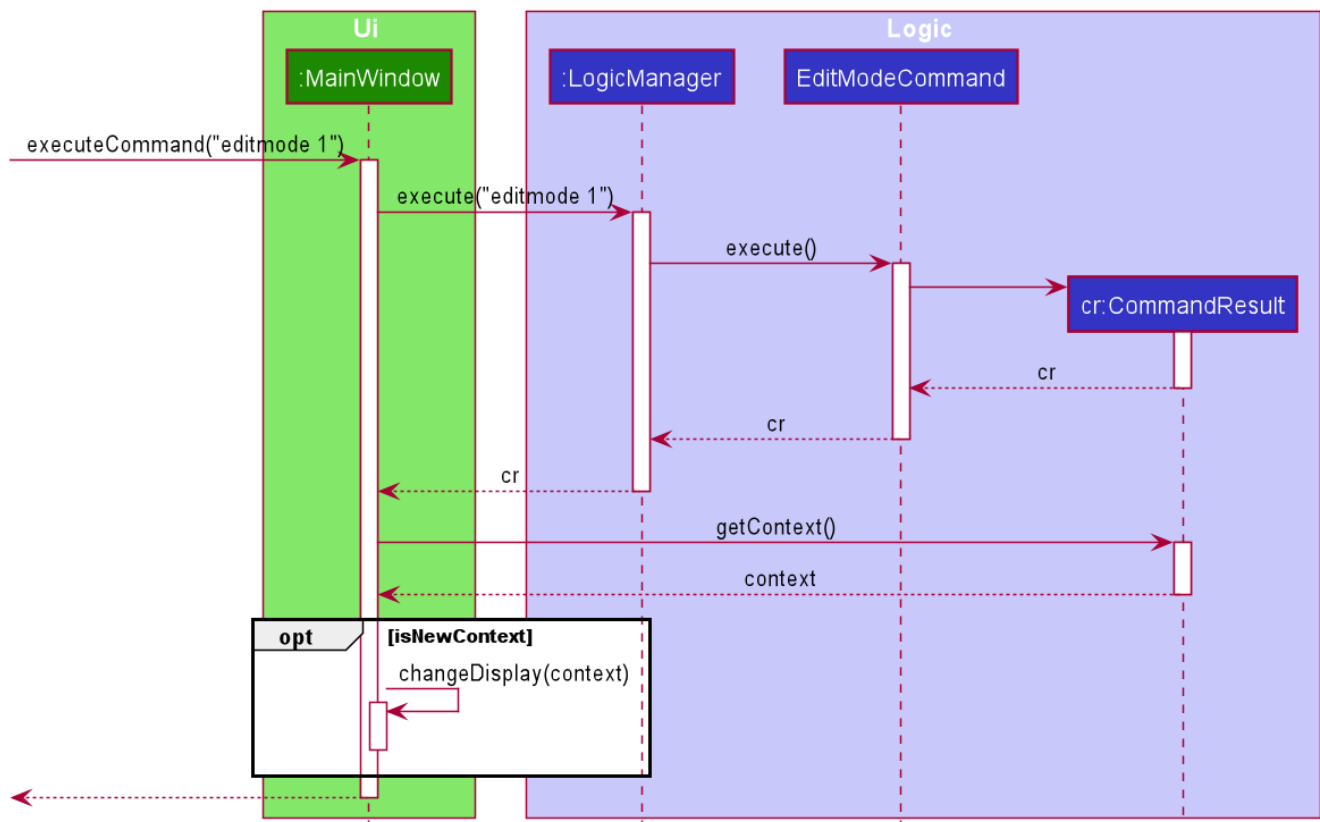 Ui
Logic
:MainWindow
:LogicManager
EditModeCommand
executeCommand("editmode 1")
execute("editmode 1")
execute()
cr:CommandResult
cr
cr
cr
getContext()
context
opt
[isNewContext]
changeDisplay(context)